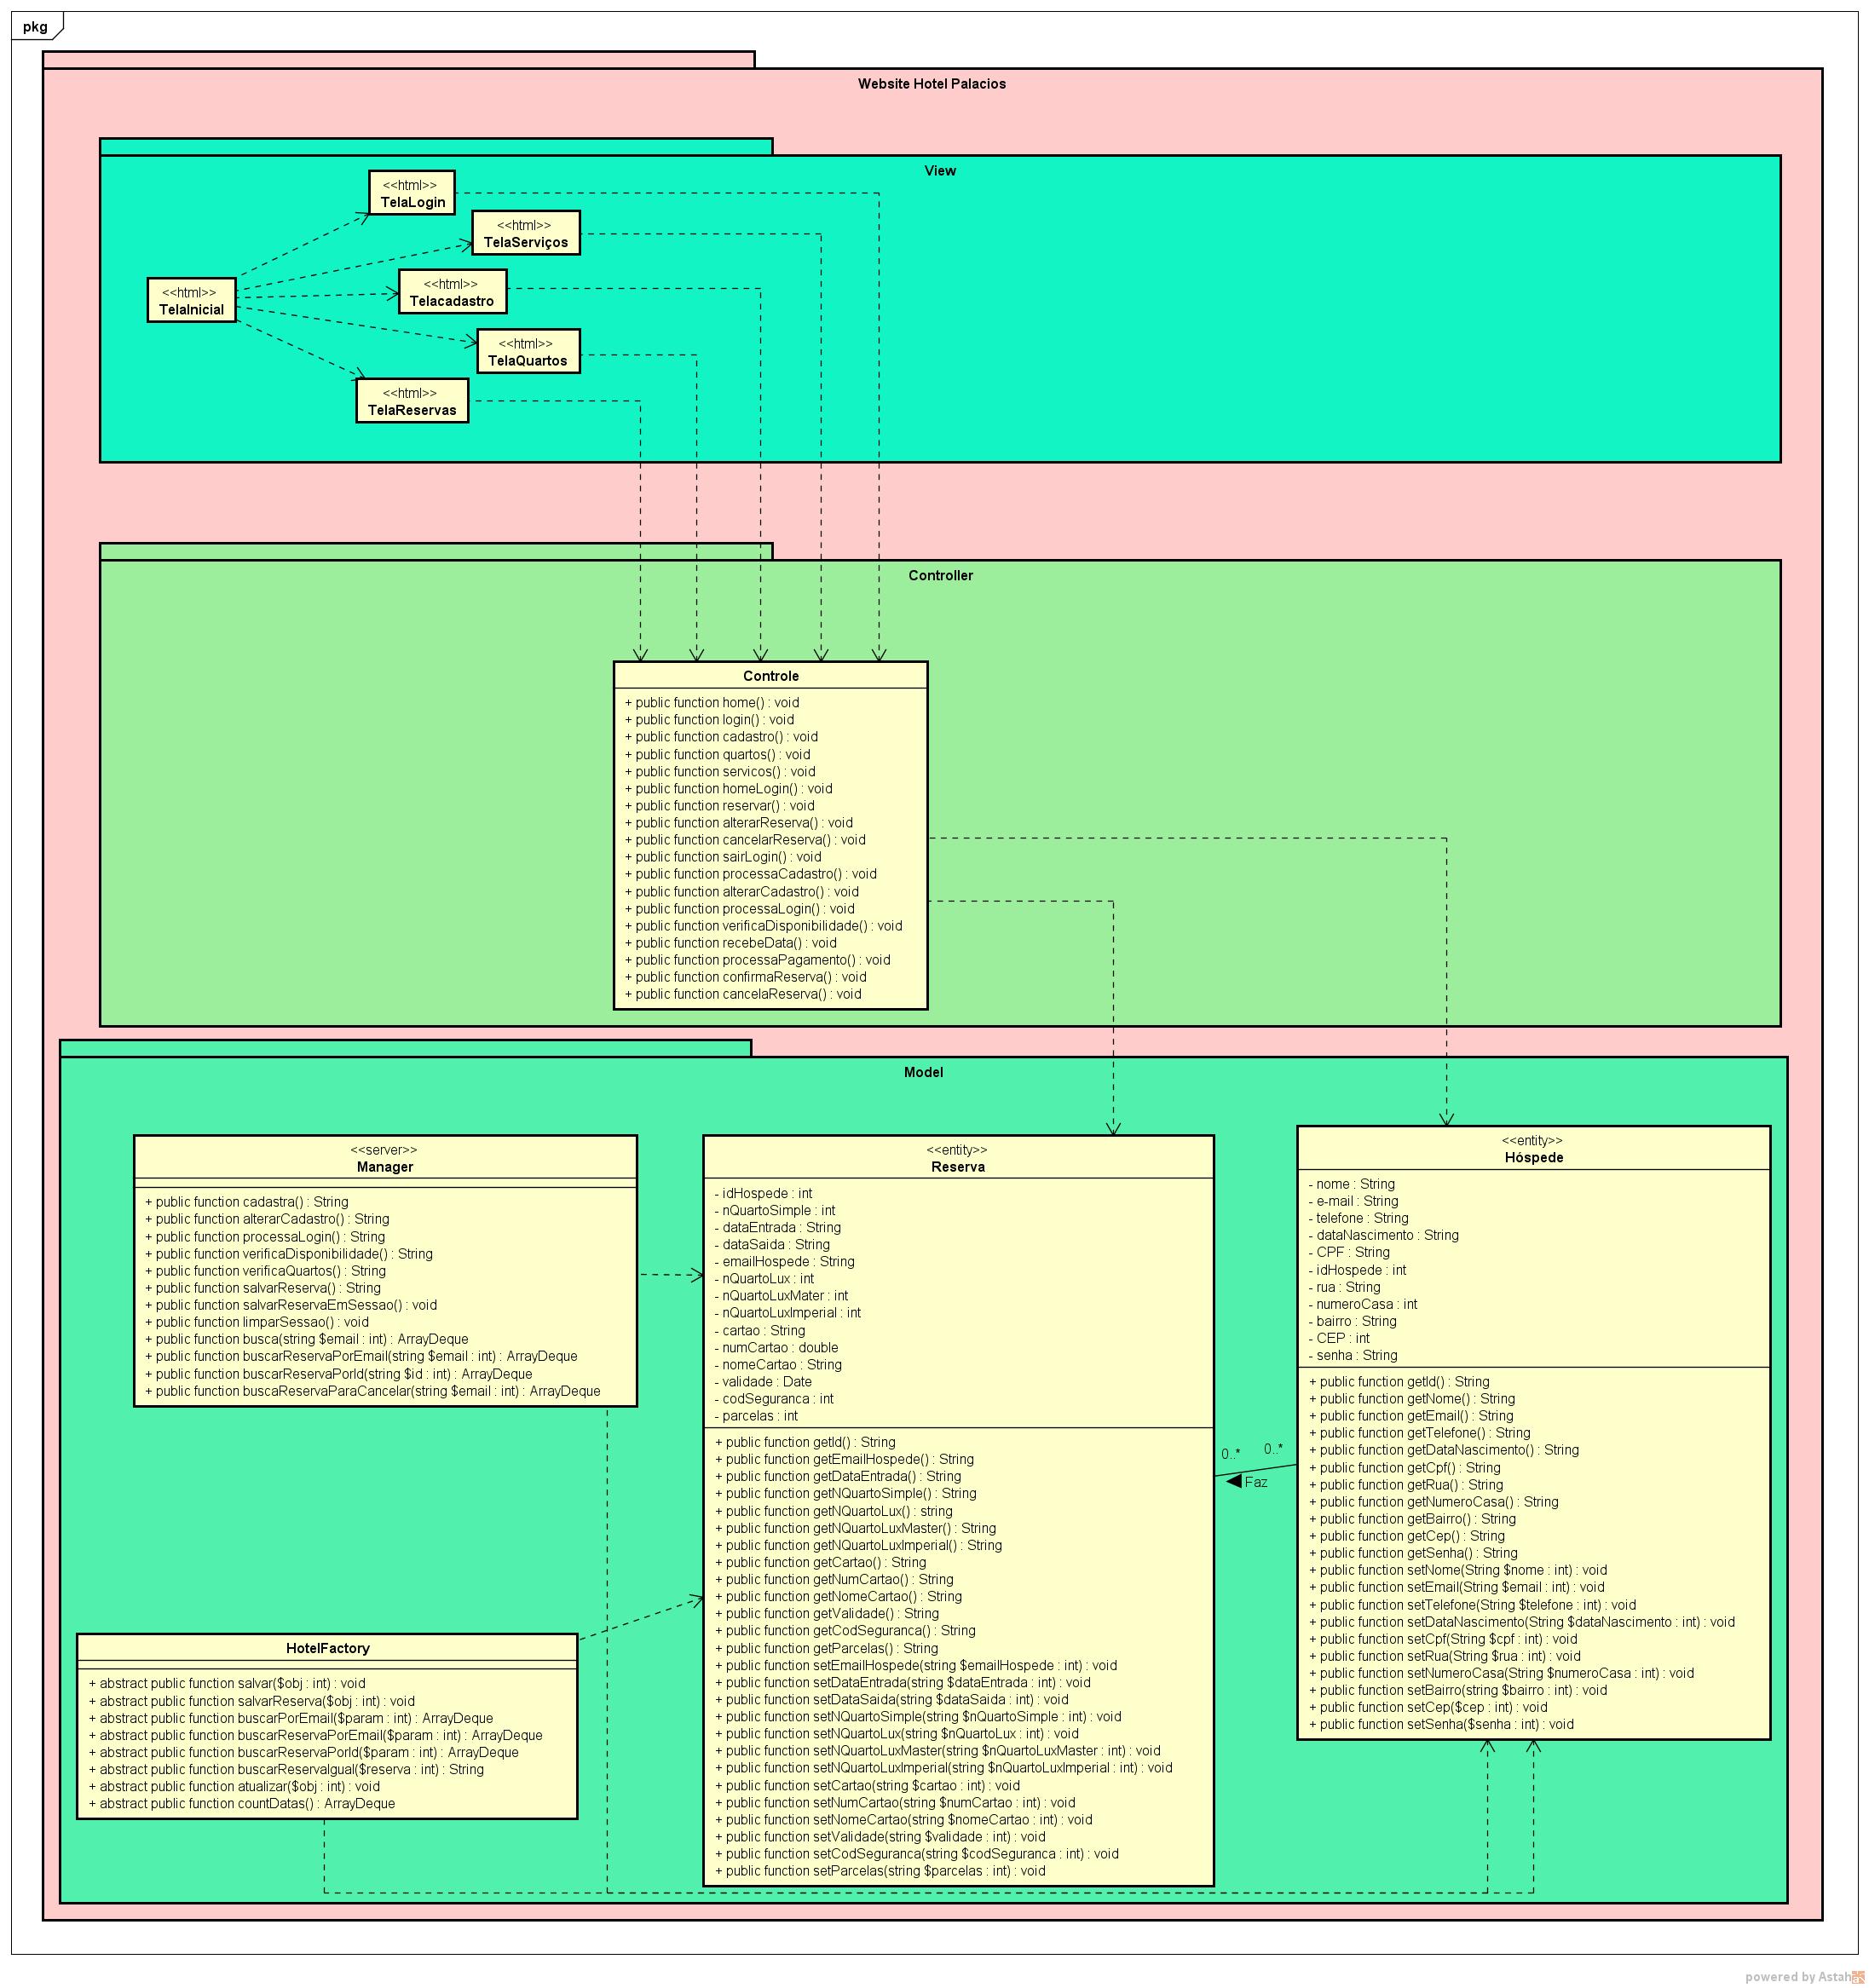 pkg
Website Hotel Palacios
View
<<html>>
TelaLogin
<<html>>
TelaServiços
<<html>>
TelaInicial
<<html>>
Telacadastro
<<html>>
TelaQuartos
<<html>>
TelaReservas
Controller
Controle
+ public function home() : void
+ public function login() : void
+ public function cadastro() : void
+ public function quartos() : void
+ public function servicos() : void
+ public function homeLogin() : void
+ public function reservar() : void
+ public function alterarReserva() : void
+ public function cancelarReserva() : void
+ public function sairLogin() : void
+ public function processaCadastro() : void
+ public function alterarCadastro() : void
+ public function processaLogin() : void
+ public function verificaDisponibilidade() : void
+ public function recebeData() : void
+ public function processaPagamento() : void
+ public function confirmaReserva() : void
+ public function cancelaReserva() : void
Model
<<server>>
Manager
+ public function cadastra() : String
+ public function alterarCadastro() : String
+ public function processaLogin() : String
+ public function verificaDisponibilidade() : String
+ public function verificaQuartos() : String
+ public function salvarReserva() : String
+ public function salvarReservaEmSessao() : void
+ public function limparSessao() : void
+ public function busca(string $email : int) : ArrayDeque
+ public function buscarReservaPorEmail(string $email : int) : ArrayDeque
+ public function buscarReservaPorId(string $id : int) : ArrayDeque
+ public function buscaReservaParaCancelar(string $email : int) : ArrayDeque
HotelFactory
+ abstract public function salvar($obj : int) : void
+ abstract public function salvarReserva($obj : int) : void
+ abstract public function buscarPorEmail($param : int) : ArrayDeque
+ abstract public function buscarReservaPorEmail($param : int) : ArrayDeque
+ abstract public function buscarReservaPorId($param : int) : ArrayDeque
+ abstract public function buscarReservaIgual($reserva : int) : String
+ abstract public function atualizar($obj : int) : void
+ abstract public function countDatas() : ArrayDeque
<<entity>>
Reserva
- idHospede : int
- nQuartoSimple : int
- dataEntrada : String
- dataSaida : String
- emailHospede : String
- nQuartoLux : int
- nQuartoLuxMater : int
- nQuartoLuxImperial : int
- cartao : String
- numCartao : double
- nomeCartao : String
- validade : Date
- codSeguranca : int
- parcelas : int
+ public function getId() : String
+ public function getEmailHospede() : String
+ public function getDataEntrada() : String
+ public function getNQuartoSimple() : String
+ public function getNQuartoLux() : string
+ public function getNQuartoLuxMaster() : String
+ public function getNQuartoLuxImperial() : String
+ public function getCartao() : String
+ public function getNumCartao() : String
+ public function getNomeCartao() : String
+ public function getValidade() : String
+ public function getCodSeguranca() : String
+ public function getParcelas() : String
+ public function setEmailHospede(string $emailHospede : int) : void
+ public function setDataEntrada(string $dataEntrada : int) : void
+ public function setDataSaida(string $dataSaida : int) : void
+ public function setNQuartoSimple(string $nQuartoSimple : int) : void
+ public function setNQuartoLux(string $nQuartoLux : int) : void
+ public function setNQuartoLuxMaster(string $nQuartoLuxMaster : int) : void
+ public function setNQuartoLuxImperial(string $nQuartoLuxImperial : int) : void
+ public function setCartao(string $cartao : int) : void
+ public function setNumCartao(string $numCartao : int) : void
+ public function setNomeCartao(string $nomeCartao : int) : void
+ public function setValidade(string $validade : int) : void
+ public function setCodSeguranca(string $codSeguranca : int) : void
+ public function setParcelas(string $parcelas : int) : void
0..* 0..*
Faz
<<entity>>
Hóspede
- nome : String
- e-mail : String
- telefone : String
- dataNascimento : String
- CPF : String
- idHospede : int
- rua : String
- numeroCasa : int
- bairro : String
- CEP : int
- senha : String
+ public function getId() : String
+ public function getNome() : String
+ public function getEmail() : String
+ public function getTelefone() : String
+ public function getDataNascimento() : String
+ public function getCpf() : String
+ public function getRua() : String
+ public function getNumeroCasa() : String
+ public function getBairro() : String
+ public function getCep() : String
+ public function getSenha() : String
+ public function setNome(String $nome : int) : void
+ public function setEmail(String $email : int) : void
+ public function setTelefone(String $telefone : int) : void
+ public function setDataNascimento(String $dataNascimento : int) : void
+ public function setCpf(String $cpf : int) : void
+ public function setRua(String $rua : int) : void
+ public function setNumeroCasa(String $numeroCasa : int) : void
+ public function setBairro(string $bairro : int) : void
+ public function setCep($cep : int) : void
+ public function setSenha($senha : int) : void
powered by Astah